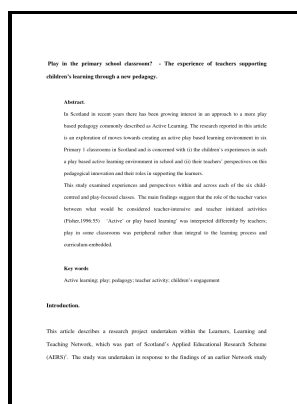 Play in the primary school classroom?  - The experience of teachers supporting
children's learning through a new pedagogy.
Abstract.
In Scotland in recent years there has been growing interest in an approach to a more play
based pedagogy commonly described as Active Learning. The research reported in this article
is an exploration of moves towards creating an active play based learning environment in six
Primary 1 classrooms in Scotland and is concerned with (i) the children's experiences in such
a play based active learning environment in school and (ii) their teachers' perspectives on this
pedagogical innovation and their roles in supporting the learners.
This study examined experiences and perspectives within and across each of the six child-
centred and play-focused classes.  The main findings suggest that the role of the teacher varies
between what would be considered teacher-intensive and teacher initiated activities
(Fisher,1996:55)   'Active' or play based learning' was interpreted differently by teachers;
play in some classrooms was peripheral rather than integral to the learning process and
curriculum-embedded.
Key words
Active learning; play; pedagogy; teacher activity; children's engagement
Introduction.
This article describes a research project undertaken within the Learners, Learning and
Teaching Network, which was part of Scotland's Applied Educational Research Scheme
(AERS)¹.  The study was undertaken in response to the findings of an earlier Network study